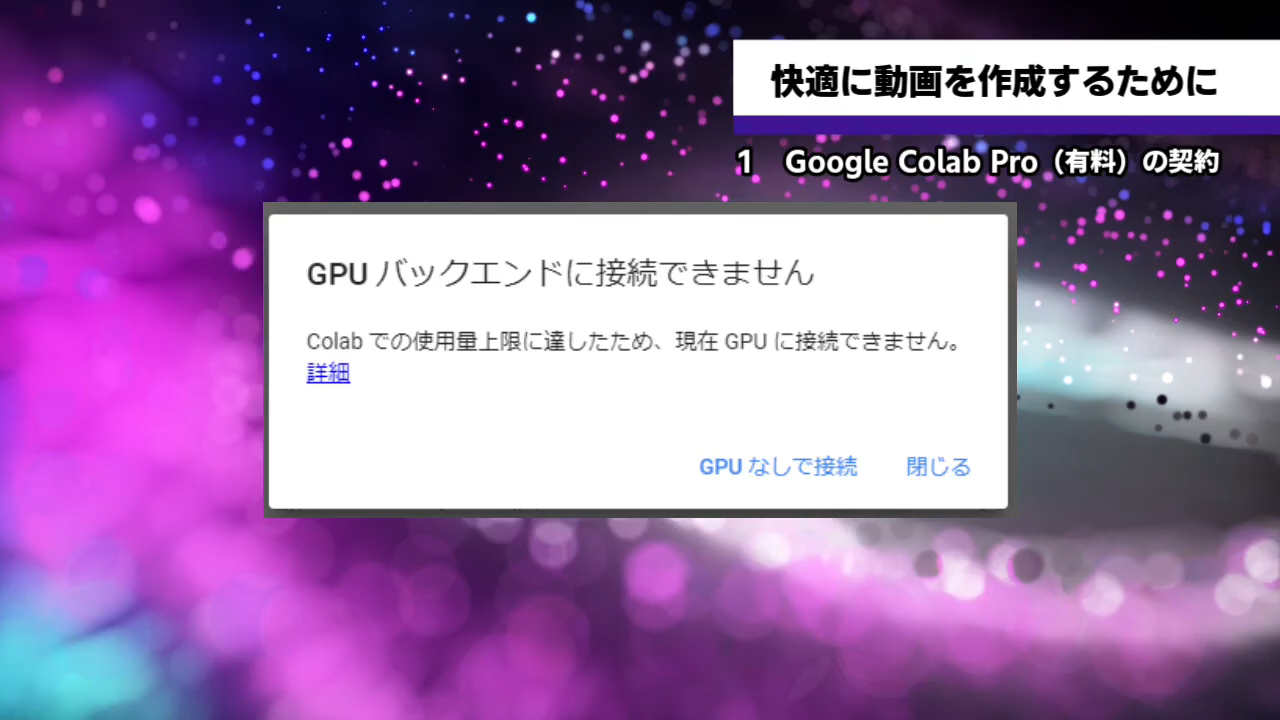 快適に動画を作成するために
1　Google Colab Pro（有料）の契約
GPU バックエンドに接続できません
Colab での使用量上限に達したため、現在 GPU に接続できません。
詳細
GPU なしで接続　閉じる